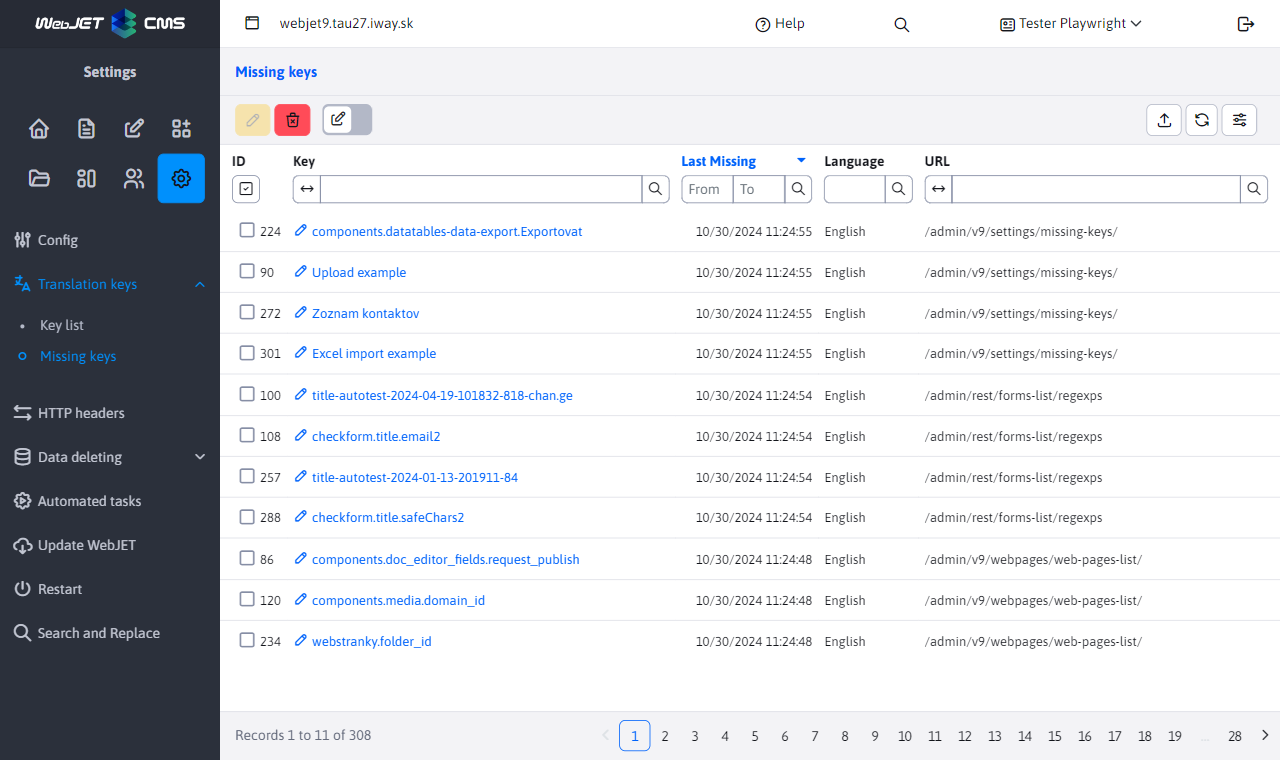 WebJET CMS
webjet9.tau27.iway.sk
Help
Tester Playwright
Settings
Missing keys
Config
Translation keys
Key list
Missing keys
HTTP headers
Data deleting
Automated tasks
Update WebJET
Restart
Search and Replace
ID Key Last Missing Language URL
From To
224 components.datatables-data-export.Exportovat 10/30/2024 11:24:55 English /admin/v9/settings/missing-keys/
90 Upload example 10/30/2024 11:24:55 English /admin/v9/settings/missing-keys/
272 Zoznam kontaktov 10/30/2024 11:24:55 English /admin/v9/settings/missing-keys/
301 Excel import example 10/30/2024 11:24:55 English /admin/v9/settings/missing-keys/
100 title-autotest-2024-04-19-101832-818-chan.ge 10/30/2024 11:24:54 English /admin/rest/forms-list/regexps
108 checkform.title.email2 10/30/2024 11:24:54 English /admin/rest/forms-list/regexps
257 title-autotest-2024-01-13-201911-84 10/30/2024 11:24:54 English /admin/rest/forms-list/regexps
288 checkform.title.safeChars2 10/30/2024 11:24:54 English /admin/rest/forms-list/regexps
86 components.doc_editor_fields.request_publish 10/30/2024 11:24:48 English /admin/v9/webpages/web-pages-list/
120 components.media.domain_id 10/30/2024 11:24:48 English /admin/v9/webpages/web-pages-list/
234 webstranky.folder_id 10/30/2024 11:24:48 English /admin/v9/webpages/web-pages-list/
Records 1 to 11 of 308
1 2 3 4 5 6 7 8 9 10 11 12 13 14 15 16 17 18 19 … 28